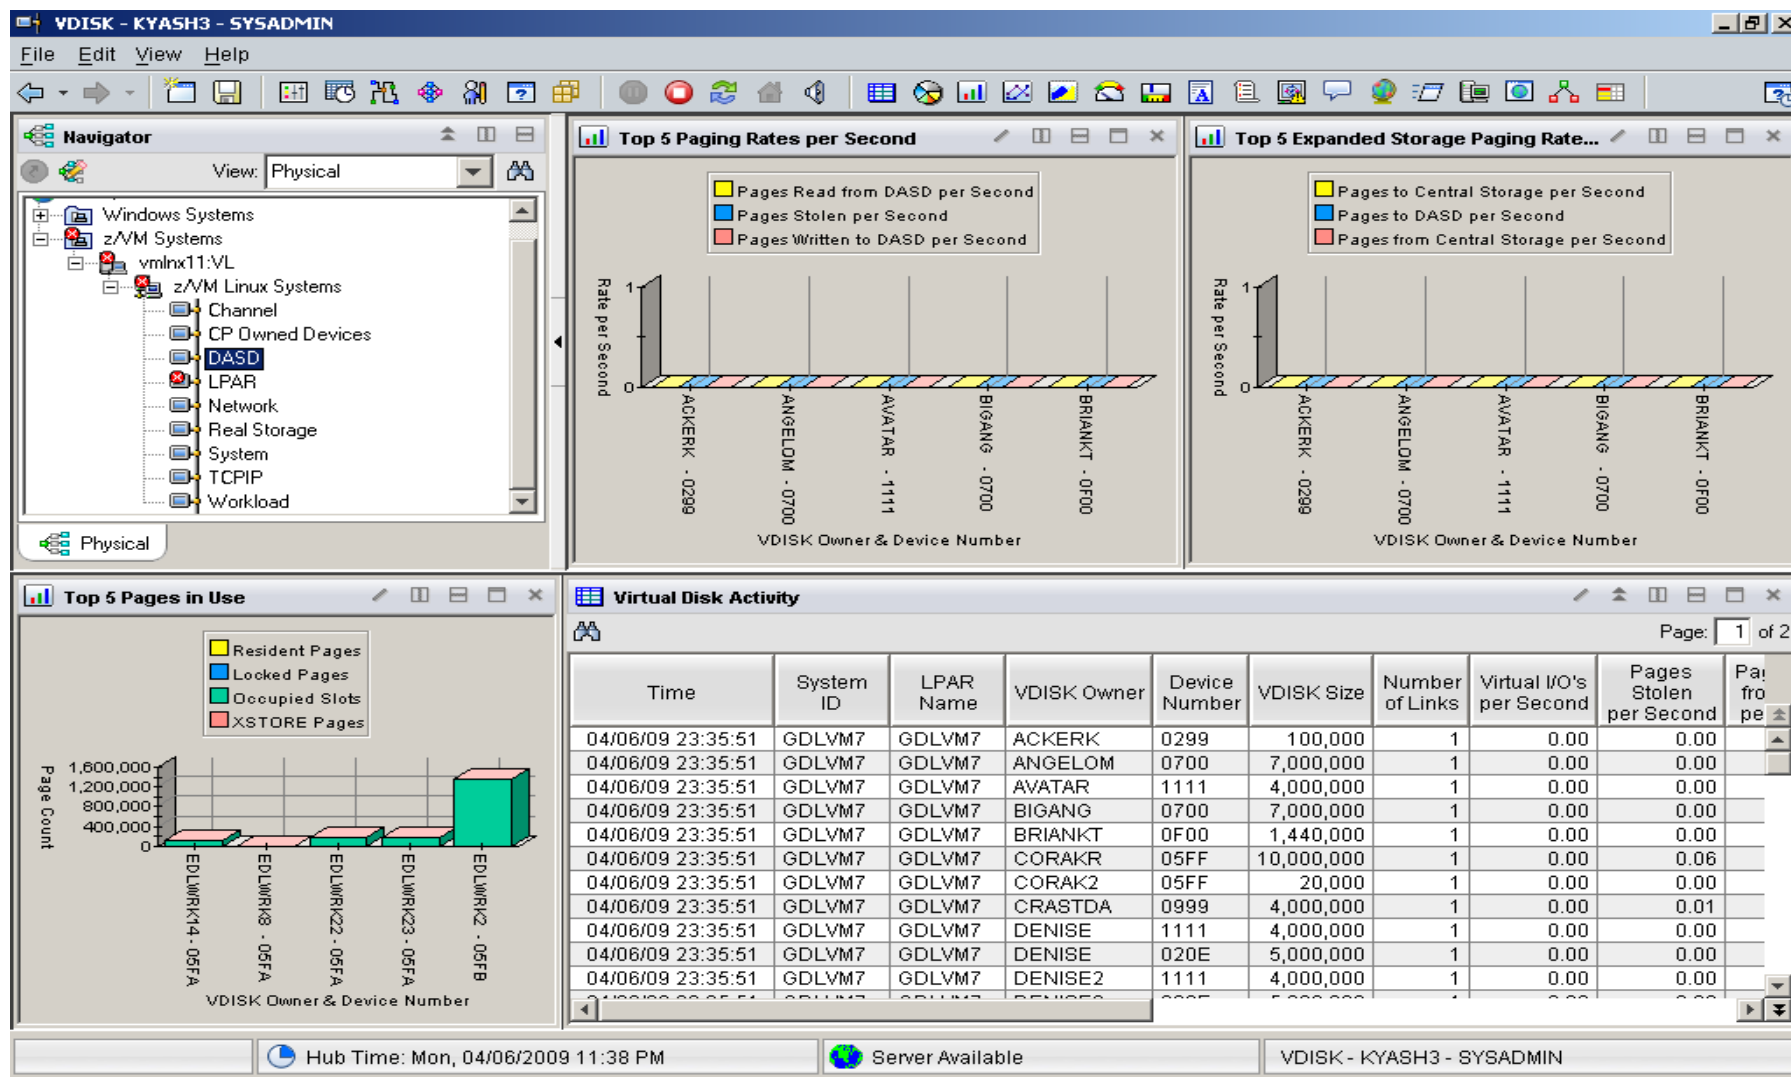 VDISK - KYASH3 - SYSADMIN
File Edit View Help
Navigator
View: Physical
Windows Systems
z/VM Systems
vmlnx11:VL
z/VM Linux Systems
Channel
CP Owned Devices
DASD
LPAR
Network
Real Storage
System
TCPIP
Workload
Physical
Top 5 Paging Rates per Second
Pages Read from DASD per Second
Pages Stolen per Second
Pages Written to DASD per Second
Rate per Second
1
0
ACKERK - 0299
ANGELOM - 0700
AVATAR - 1111
BIGANG - 0700
BRIANKT - 0F00
VDISK Owner & Device Number
Top 5 Expanded Storage Paging Rate...
Pages to Central Storage per Second
Pages to DASD per Second
Pages from Central Storage per Second
Rate per Second
1
0
ACKERK - 0299
ANGELOM - 0700
AVATAR - 1111
BIGANG - 0700
BRIANKT - 0F00
VDISK Owner & Device Number
Top 5 Pages in Use
Resident Pages
Locked Pages
Occupied Slots
XSTORE Pages
Page Count
1,600,000
1,200,000
800,000
400,000
0
EDLWRK14 - 05FA
EDLWRK8 - 05FA
EDLWRK22 - 05FA
EDLWRK23 - 05FA
EDLWRK2 - 05FB
VDISK Owner & Device Number
Virtual Disk Activity
Page: 1 of 2
Time System ID LPAR Name VDISK Owner Device Number VDISK Size Number of Links Virtual I/O's per Second Pages Stolen per Second
04/06/09 23:35:51 GDLVM7 GDLVM7 ACKERK 0299 100,000 1 0.00 0.00
04/06/09 23:35:51 GDLVM7 GDLVM7 ANGELOM 0700 7,000,000 1 0.00 0.00
04/06/09 23:35:51 GDLVM7 GDLVM7 AVATAR 1111 4,000,000 1 0.00 0.00
04/06/09 23:35:51 GDLVM7 GDLVM7 BIGANG 0700 7,000,000 1 0.00 0.00
04/06/09 23:35:51 GDLVM7 GDLVM7 BRIANKT 0F00 1,440,000 1 0.00 0.00
04/06/09 23:35:51 GDLVM7 GDLVM7 CORAKR 05FF 10,000,000 1 0.00 0.06
04/06/09 23:35:51 GDLVM7 GDLVM7 CORAK2 05FF 20,000 1 0.00 0.00
04/06/09 23:35:51 GDLVM7 GDLVM7 CRASTDA 0999 4,000,000 1 0.00 0.01
04/06/09 23:35:51 GDLVM7 GDLVM7 DENISE 1111 4,000,000 1 0.00 0.00
04/06/09 23:35:51 GDLVM7 GDLVM7 DENISE 020E 5,000,000 1 0.00 0.00
04/06/09 23:35:51 GDLVM7 GDLVM7 DENISE2 1111 4,000,000 1 0.00 0.00
Hub Time: Mon, 04/06/2009 11:38 PM
Server Available
VDISK - KYASH3 - SYSADMIN